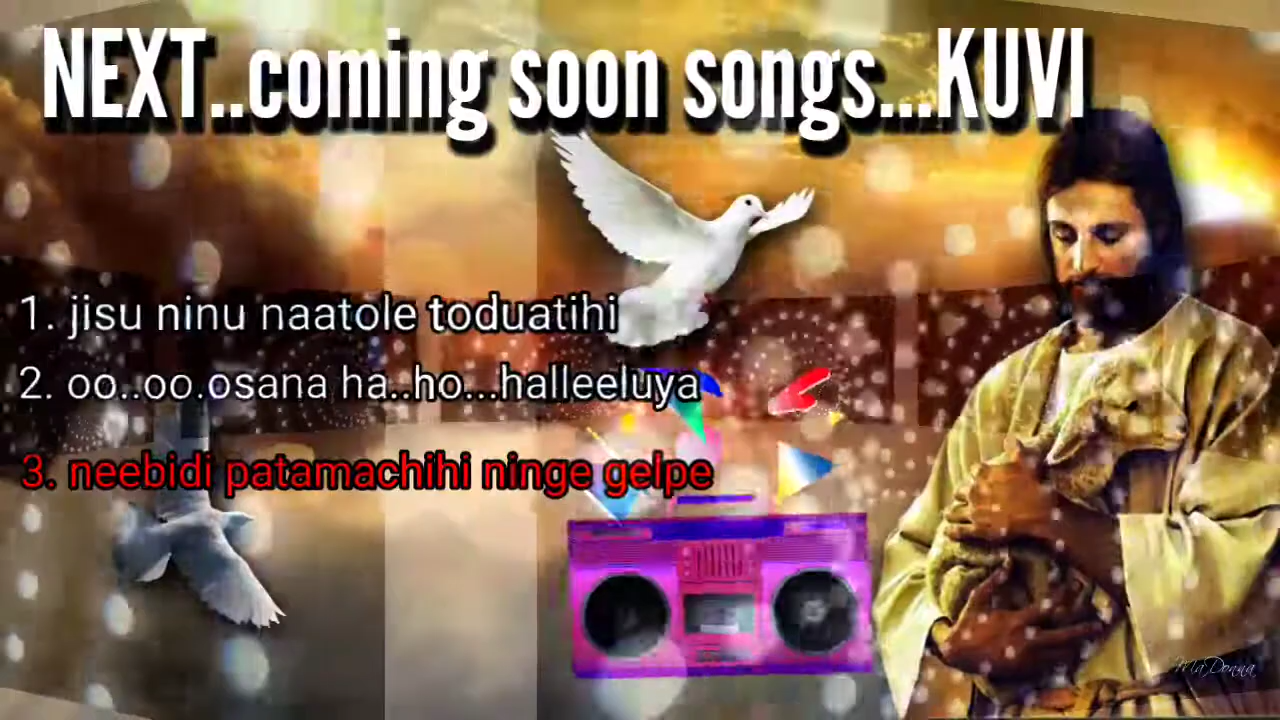 NEXT..coming soon songs...KUVI
1. jisu ninu naatole toduatihi
2. oo..oo.osana ha..ho...halleeluya
3. neebidi patamachihi ninge gelpe
MaDonna